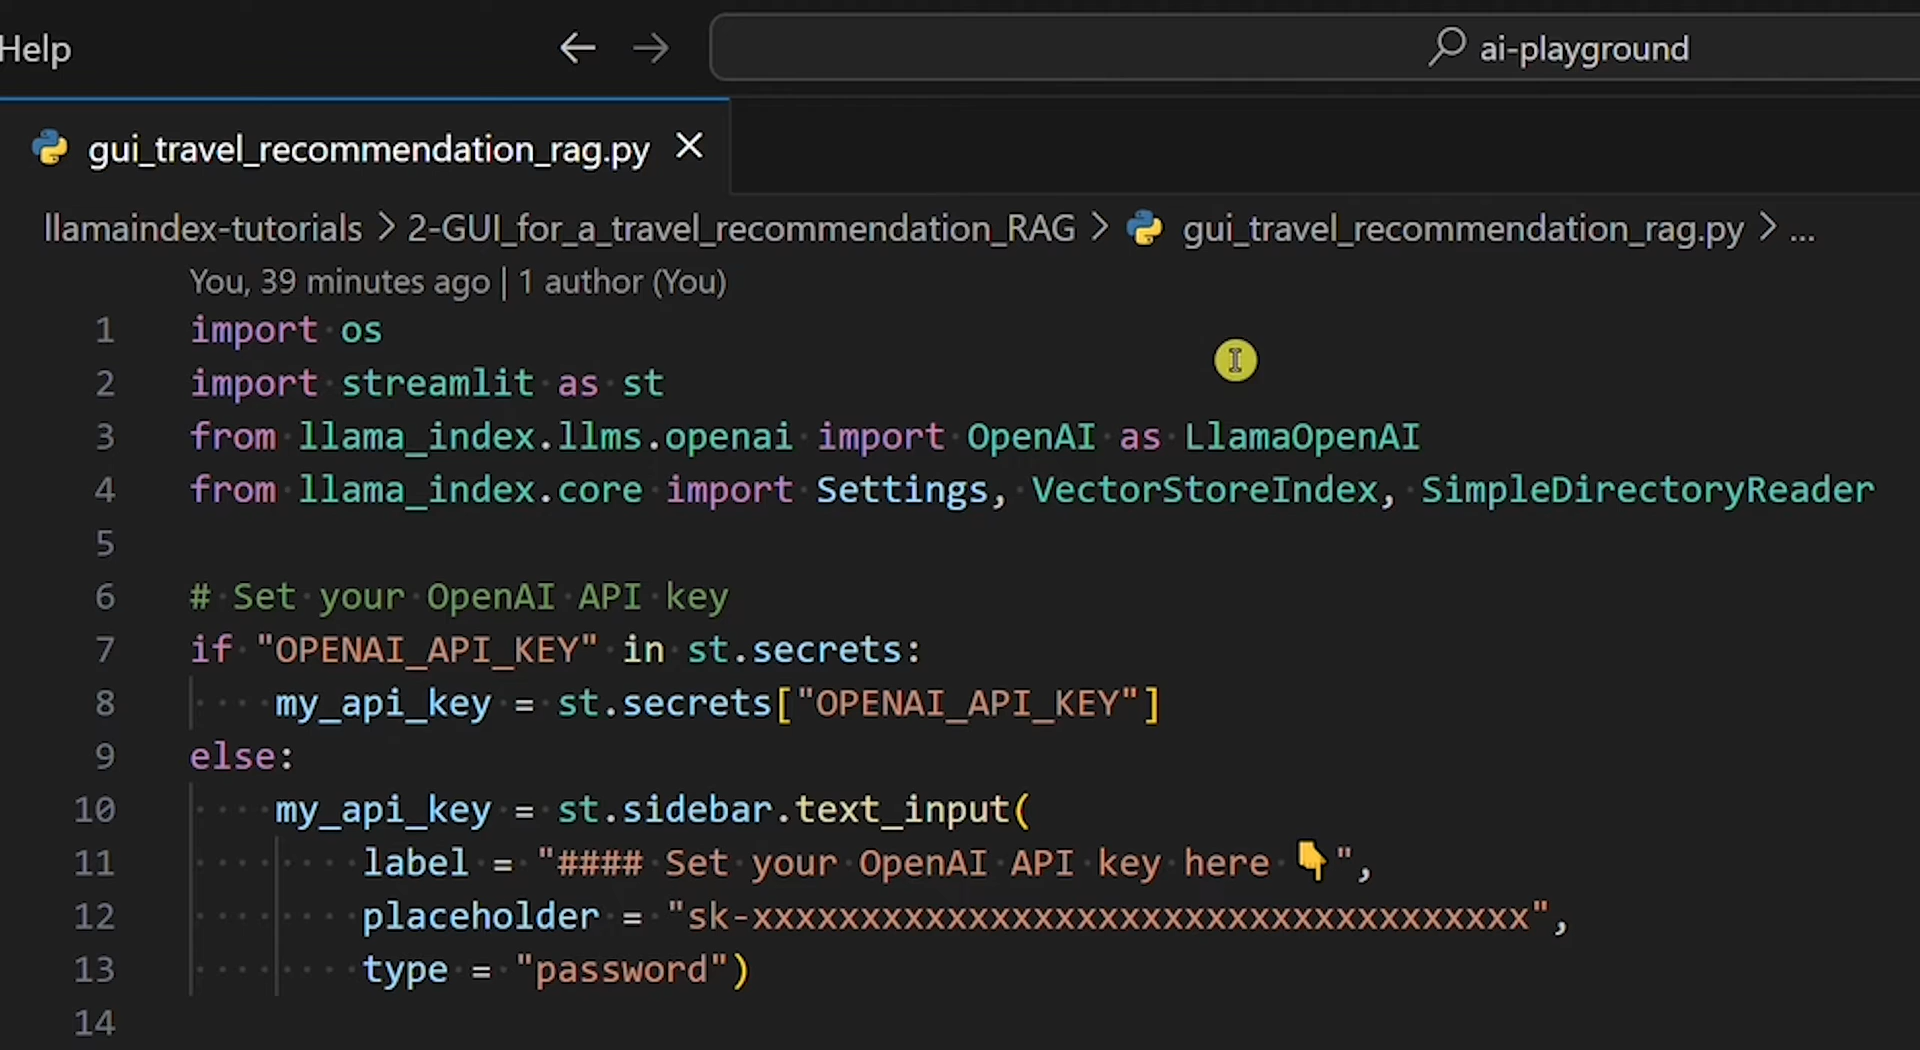 Help
ai-playground
gui_travel_recommendation_rag.py
llamaindex-tutorials > 2-GUI_for_a_travel_recommendation_RAG > gui_travel_recommendation_rag.py > ...
You, 39 minutes ago | 1 author (You)
1 import os
2 import streamlit as st
3 from llama_index.llms.openai import OpenAI as LlamaOpenAI
4 from llama_index.core import Settings, VectorStoreIndex, SimpleDirectoryReader
5
6 # Set your OpenAI API key
7 if "OPENAI_API_KEY" in st.secrets:
8     my_api_key = st.secrets["OPENAI_API_KEY"]
9 else:
10     my_api_key = st.sidebar.text_input(
11         label = "#### Set your OpenAI API key here 👇",
12         placeholder = "sk-xxxxxxxxxxxxxxxxxxxxxxxxxxxxxxxxxxxx",
13         type = "password")
14